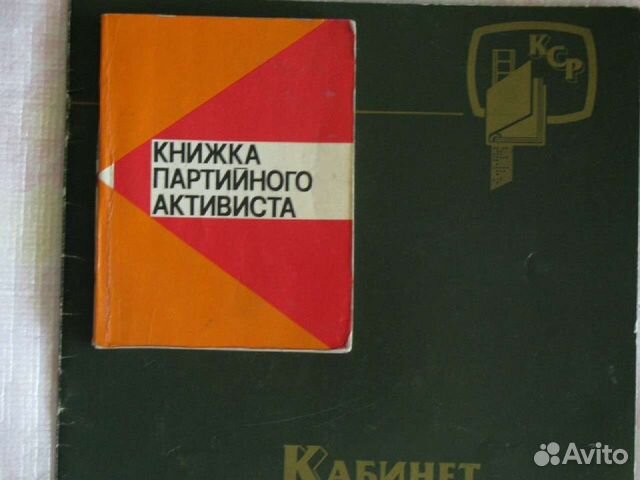 КНИЖКА
ПАРТИЙНОГО
АКТИВИСТА
КСР
КАБИНЕТ
Avito